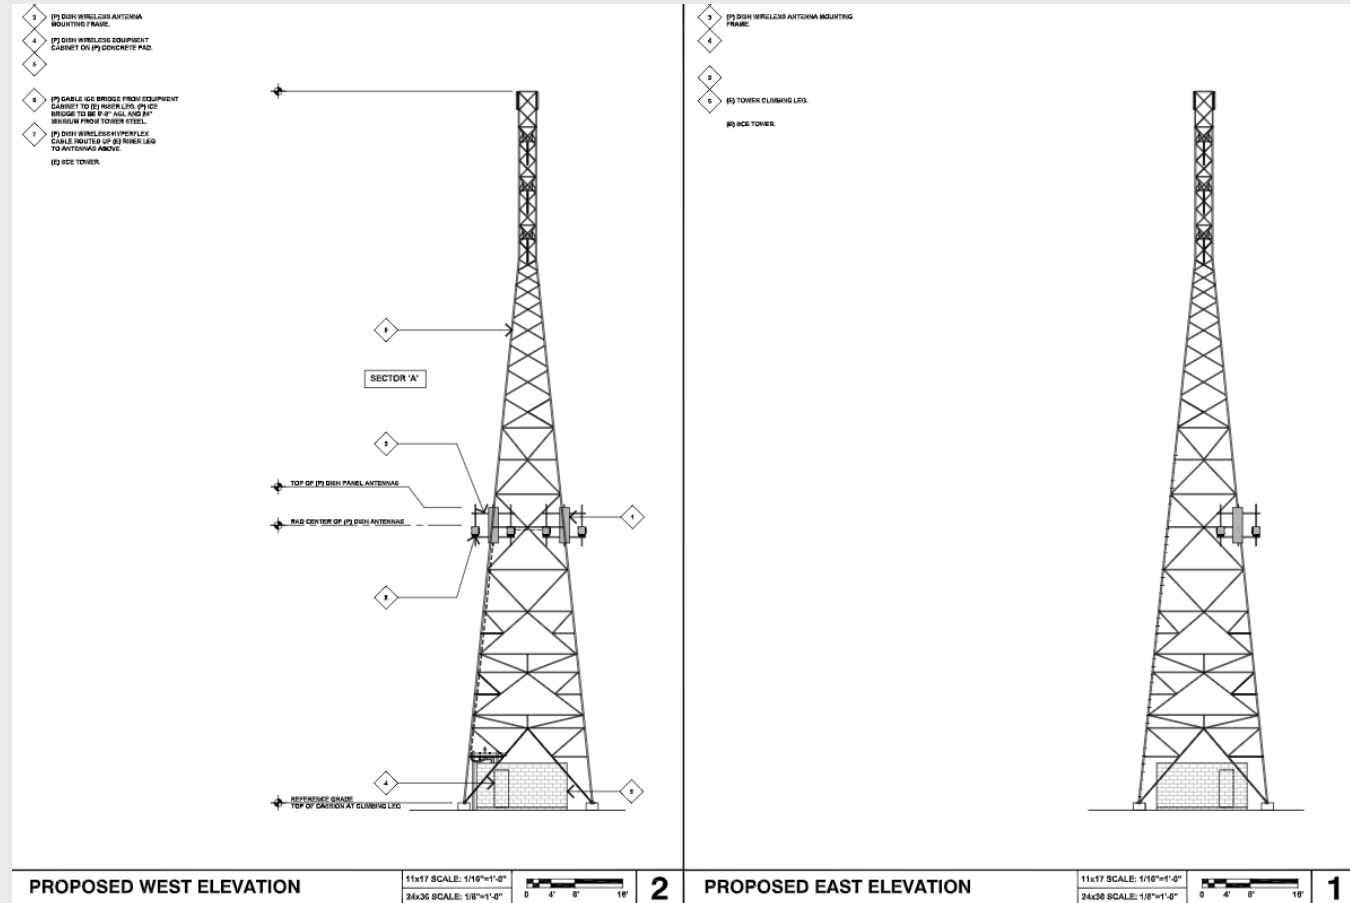 3 (P) DISH WIRELESS ANTENNA
MOUNTING FRAME.
4 (P) DISH WIRELESS EQUIPMENT
CABINET ON (P) CONCRETE PAD.
5
6 (P) CABLE ICE BRIDGE FROM EQUIPMENT
CABINET TO (E) RISER LEG. (P) ICE
BRIDGE TO BE 8'-0" AGL AND 24"
MINIMUM FROM TOWER STEEL.
7 (P) DISH WIRELESS HYPERFLEX
CABLE ROUTED UP (E) RISER LEG
TO ANTENNAS ABOVE.
(E) SCE TOWER.
SECTOR 'A'
3
TOP OF (P) DISH PANEL ANTENNAS
1
RAD CENTER OF (P) DISH ANTENNAS
2
4
REFERENCE GRADE
TOP OF CASSION AT CLIMBING LEG
PROPOSED WEST ELEVATION
11x17 SCALE: 1/16"=1'-0"
24x36 SCALE: 1/8"=1'-0"
0 4' 8' 16'
2
3 (P) DISH WIRELESS ANTENNA MOUNTING
FRAME.
4
5
6 (E) TOWER CLIMBING LEG.
(E) SCE TOWER.
PROPOSED EAST ELEVATION
11x17 SCALE: 1/16"=1'-0"
24x36 SCALE: 1/8"=1'-0"
0 4' 8' 16'
1